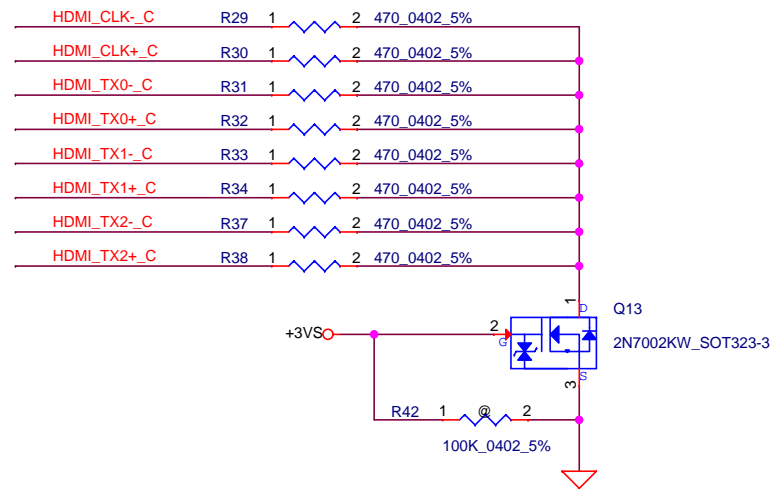 HDMI_CLK-_C R29 1 2 470_0402_5%
HDMI_CLK+_C R30 1 2 470_0402_5%
HDMI_TX0-_C R31 1 2 470_0402_5%
HDMI_TX0+_C R32 1 2 470_0402_5%
HDMI_TX1-_C R33 1 2 470_0402_5%
HDMI_TX1+_C R34 1 2 470_0402_5%
HDMI_TX2-_C R37 1 2 470_0402_5%
HDMI_TX2+_C R38 1 2 470_0402_5%
1 D Q13
+3VS 2 G 2N7002KW_SOT323-3
3 S
R42 1 @ 2
100K_0402_5%